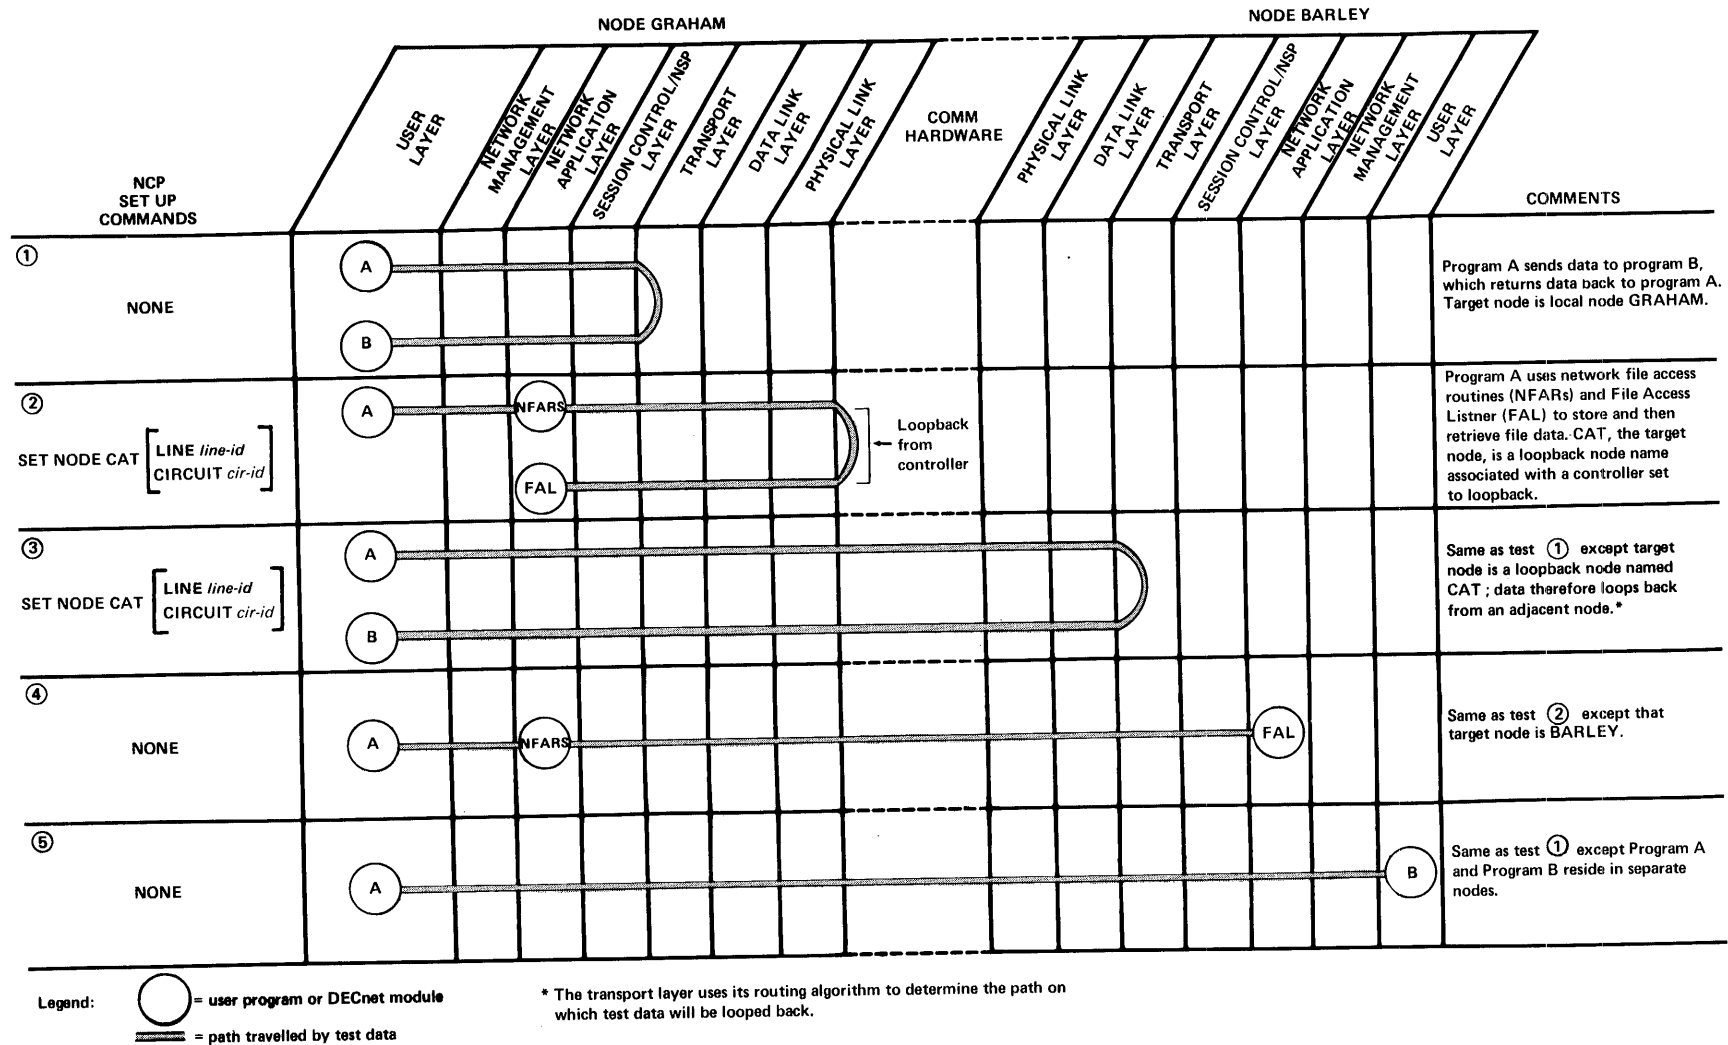 NODE GRAHAM
NODE BARLEY
NCP
SET UP
COMMANDS
USER
LAYER
NETWORK
MANAGEMENT
LAYER
NETWORK
APPLICATION
LAYER
SESSION CONTROL/NSP
LAYER
TRANSPORT
LAYER
DATA LINK
LAYER
PHYSICAL LINK
LAYER
COMM
HARDWARE
PHYSICAL LINK
LAYER
DATA LINK
LAYER
TRANSPORT
LAYER
SESSION CONTROL/NSP
LAYER
NETWORK
APPLICATION
LAYER
NETWORK
MANAGEMENT
LAYER
USER
LAYER
COMMENTS
1
NONE
A
B
Program A sends data to program B,
which returns data back to program A.
Target node is local node GRAHAM.
2
SET NODE CAT
LINE line-id
CIRCUIT cir-id
A
NFARS
FAL
Loopback
from
controller
Program A uses network file access
routines (NFARs) and File Access
Listner (FAL) to store and then
retrieve file data. CAT, the target
node, is a loopback node name
associated with a controller set
to loopback.
3
SET NODE CAT
LINE line-id
CIRCUIT cir-id
A
B
Same as test 1 except target
node is a loopback node named
CAT ; data therefore loops back
from an adjacent node.*
4
NONE
A
NFARS
FAL
Same as test 2 except that
target node is BARLEY.
5
NONE
A
B
Same as test 1 except Program A
and Program B reside in separate
nodes.
Legend:
= user program or DECnet module
= path travelled by test data
* The transport layer uses its routing algorithm to determine the path on
which test data will be looped back.